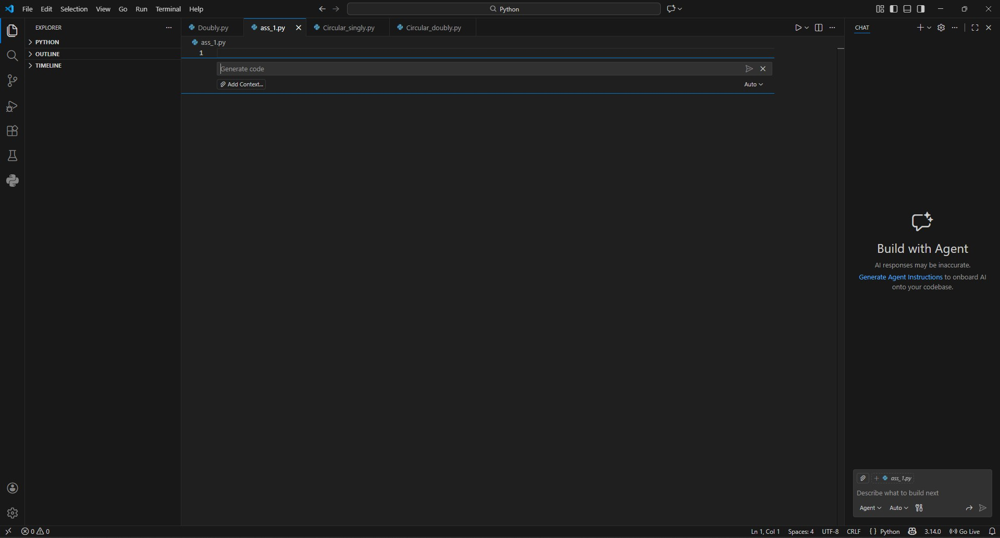 File Edit Selection View Go Run Terminal Help
Python
EXPLORER
PYTHON
OUTLINE
TIMELINE
Doubly.py
ass_1.py
Circular_singly.py
Circular_doubly.py
ass_1.py
1
Generate code
Add Context...
Auto
CHAT
Build with Agent
AI responses may be inaccurate.
Generate Agent Instructions to onboard AI
onto your codebase.
ass_1.py
Describe what to build next
Agent Auto
0 0
Ln 1, Col 1 Spaces: 4 UTF-8 CRLF { } Python 3.14.0 Go Live